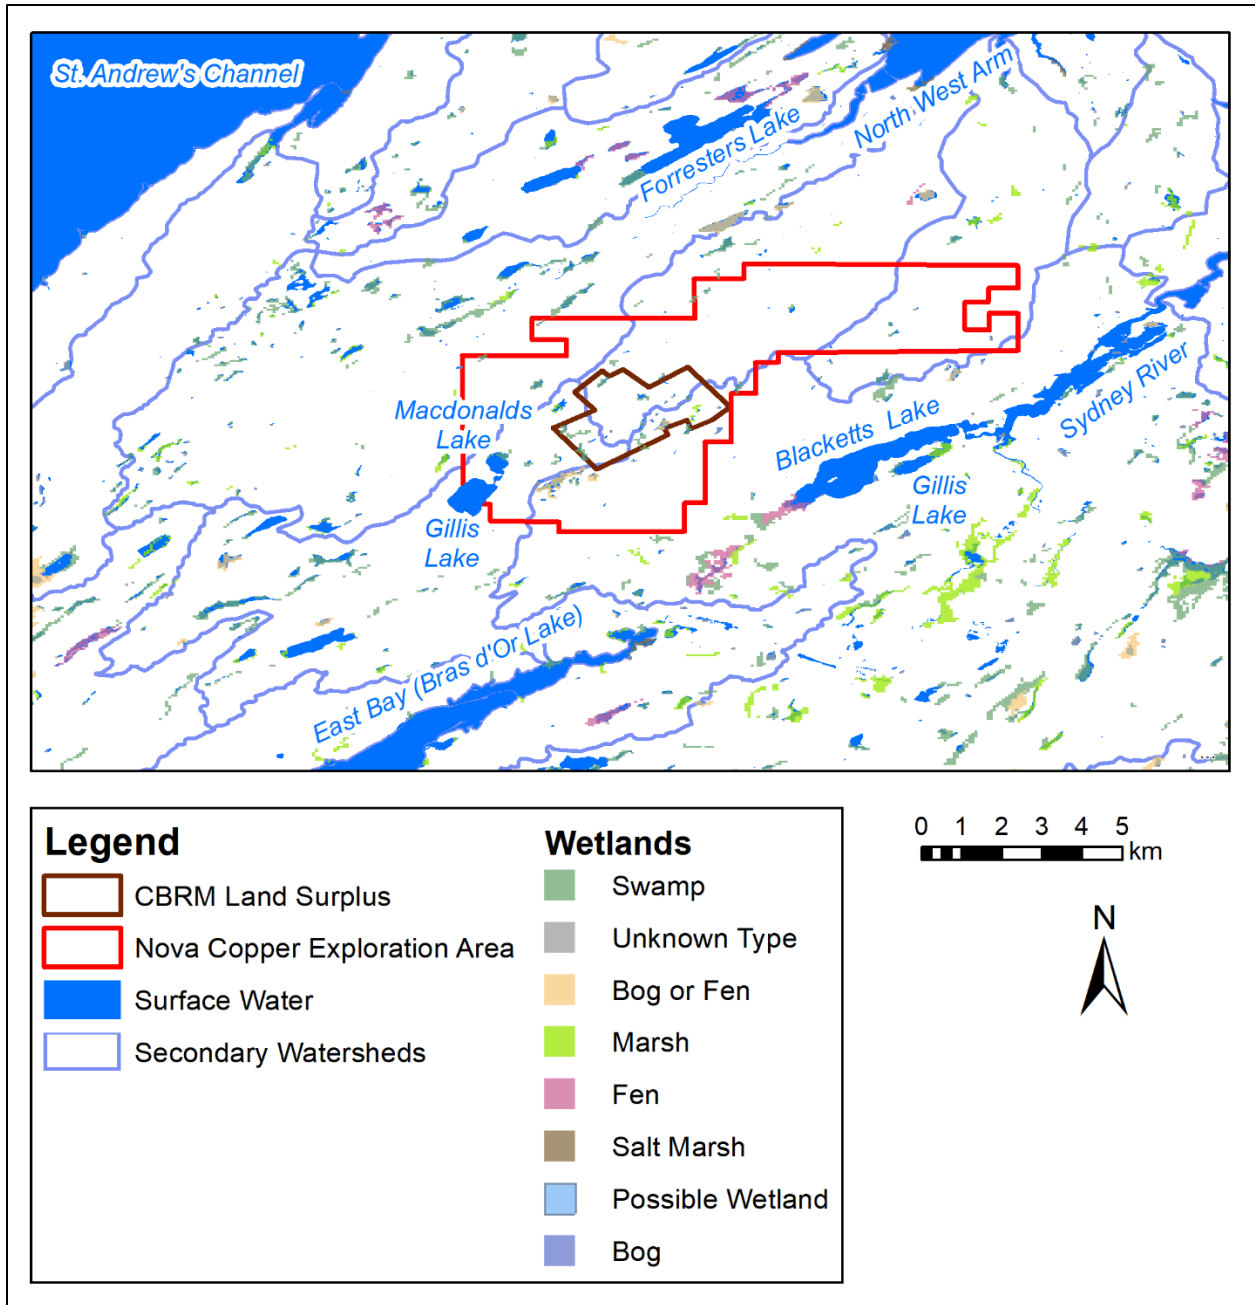 St. Andrew's Channel
North West Arm
Forresters Lake
Macdonalds
Lake
Blacketts Lake
Sydney River
Gillis
Lake
Gillis
Lake
East Bay (Bras d'Or Lake)
Legend
CBRM Land Surplus
Nova Copper Exploration Area
Surface Water
Secondary Watersheds
Wetlands
Swamp
Unknown Type
Bog or Fen
Marsh
Fen
Salt Marsh
Possible Wetland
Bog
0 1 2 3 4 5
km
N